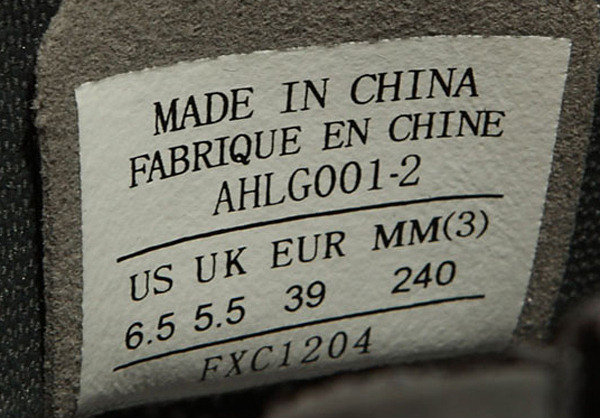 MADE IN CHINA
FABRIQUE EN CHINE
AHLG001-2
US UK EUR MM(3)
6.5 5.5 39 240
FXC1204